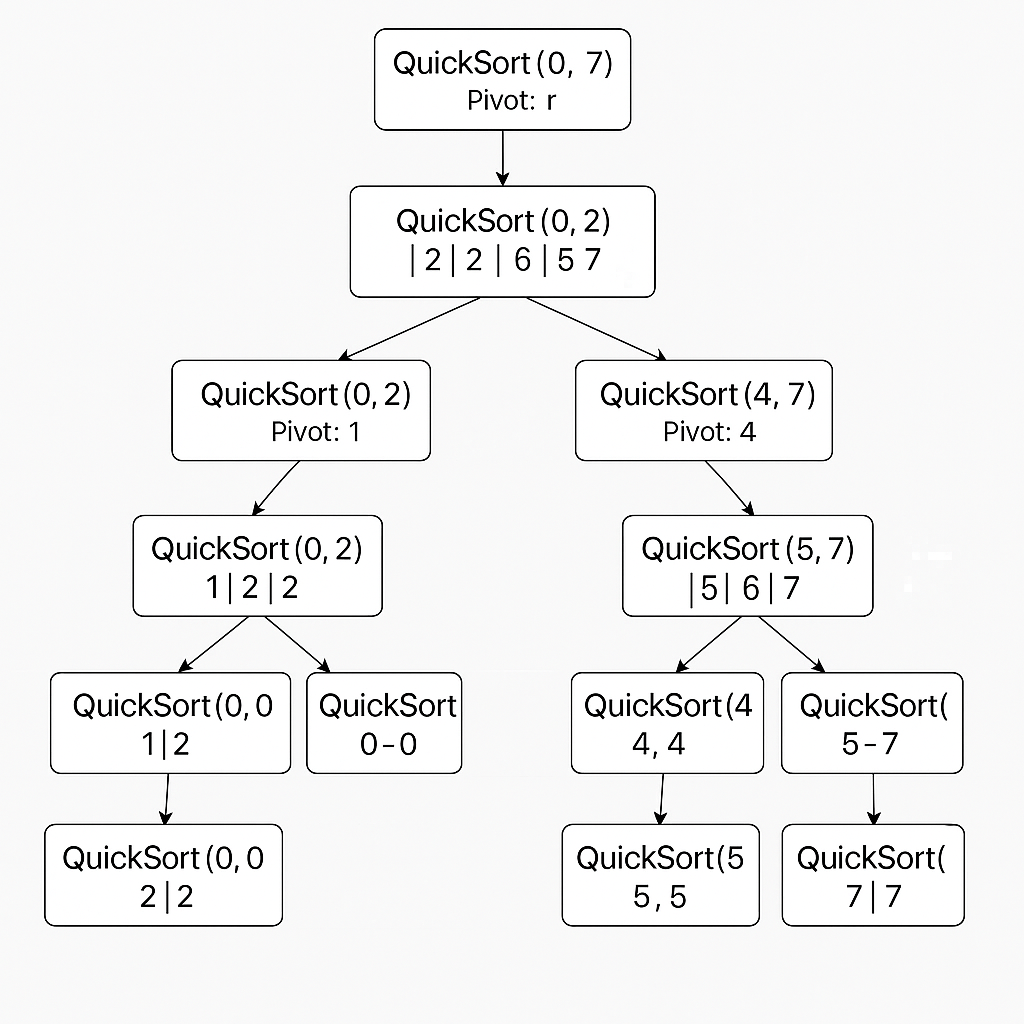 QuickSort(0, 7)
Pivot: r
QuickSort(0, 2)
| 2 | 2 | 6 | 5 7
QuickSort(0, 2)
Pivot: 1
QuickSort(4, 7)
Pivot: 4
QuickSort(0, 2)
1 | 2 | 2
QuickSort(5, 7)
| 5 | 6 | 7
QuickSort(0, 0
1 | 2
QuickSort
0-0
QuickSort(4
4, 4
QuickSort(
5-7
QuickSort(0, 0
2 | 2
QuickSort(5
5, 5
QuickSort(
7 | 7